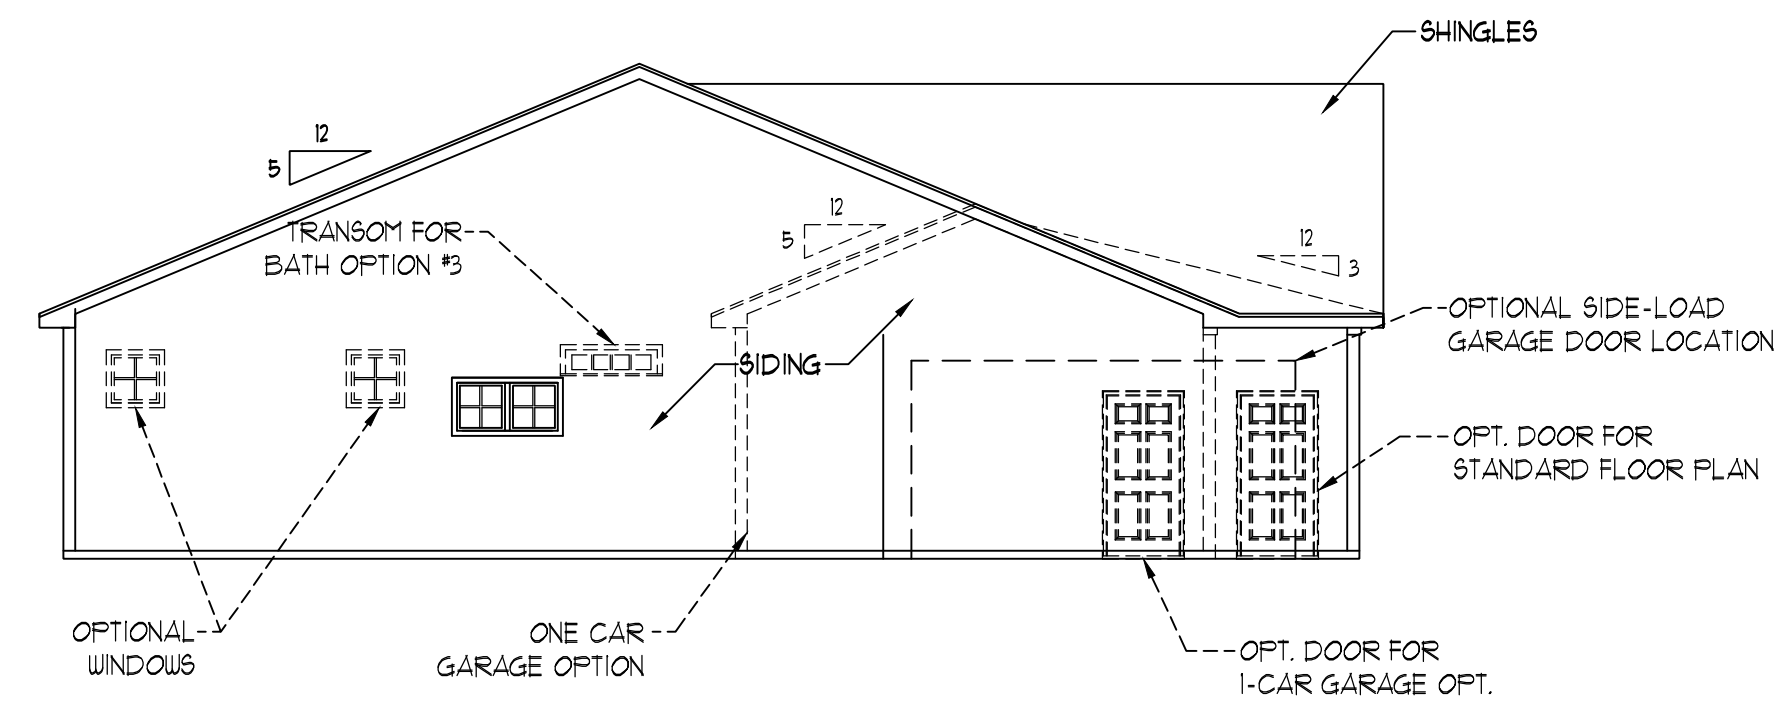 SHINGLES
12
5
TRANSOM FOR
BATH OPTION #3
12
5
12
3
OPTIONAL SIDE-LOAD
GARAGE DOOR LOCATION
SIDING
OPT. DOOR FOR
STANDARD FLOOR PLAN
OPTIONAL
WINDOWS
ONE CAR
GARAGE OPTION
OPT. DOOR FOR
1-CAR GARAGE OPT.